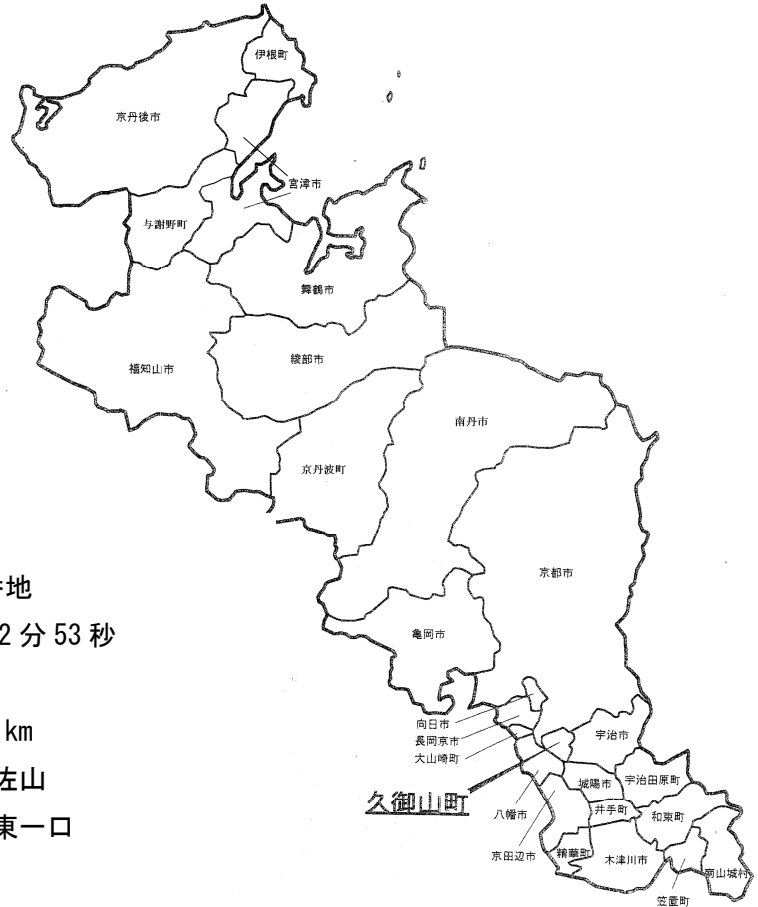 伊根町
京丹後市
宮津市
与謝野町
舞鶴市
綾部市
福知山市
南丹市
京丹波町
京都市
番地
2分53秒
亀岡市
km
向日市
長岡京市
大山崎町
宇治市
佐山
久御山町
城陽市
宇治田原町
八幡市
井手町
和束町
東一口
京田辺市
精華町
木津川市
南山城村
笠置町